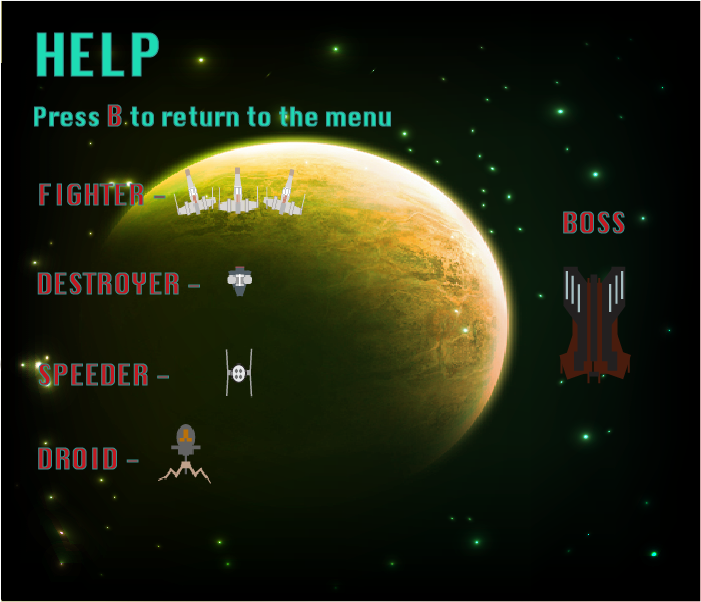 HELP
Press B to return to the menu
FIGHTER –
BOSS
DESTROYER –
SPEEDER –
DROID –